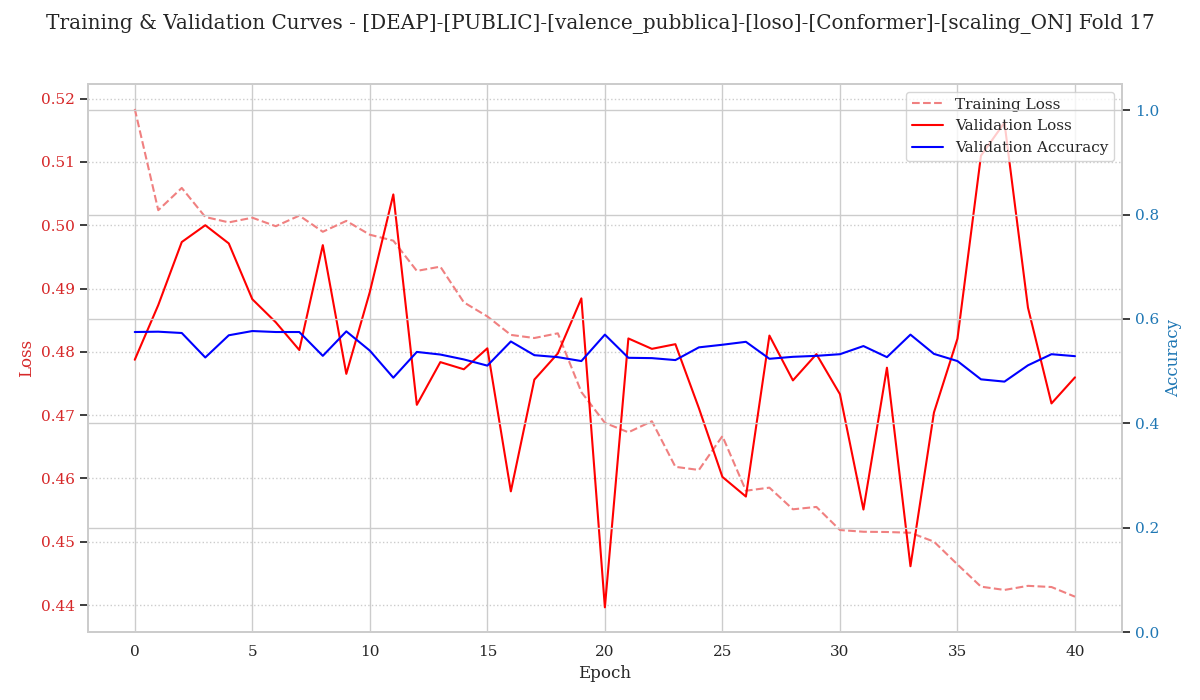 Training & Validation Curves - [DEAP]-[PUBLIC]-[valence_pubblica]-[loso]-[Conformer]-[scaling_ON] Fold 17
Training Loss
Validation Loss
Validation Accuracy
0.52
0.51
0.50
0.49
0.48
0.47
0.46
0.45
0.44
Loss
1.0
0.8
0.6
0.4
0.2
0.0
Accuracy
0 5 10 15 20 25 30 35 40
Epoch